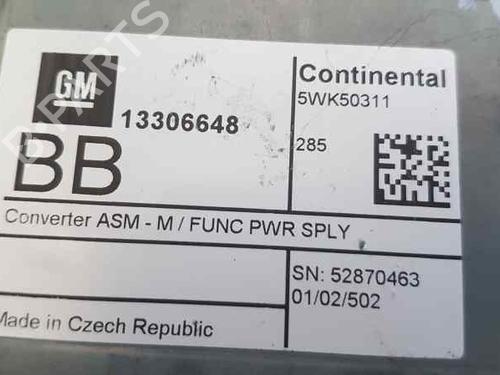 GM
13306648
BB
Continental
5WK50311
285
Converter ASM - M / FUNC PWR SPLY
SN: 52870463
01/02/502
Made in Czech Republic
B PARTS